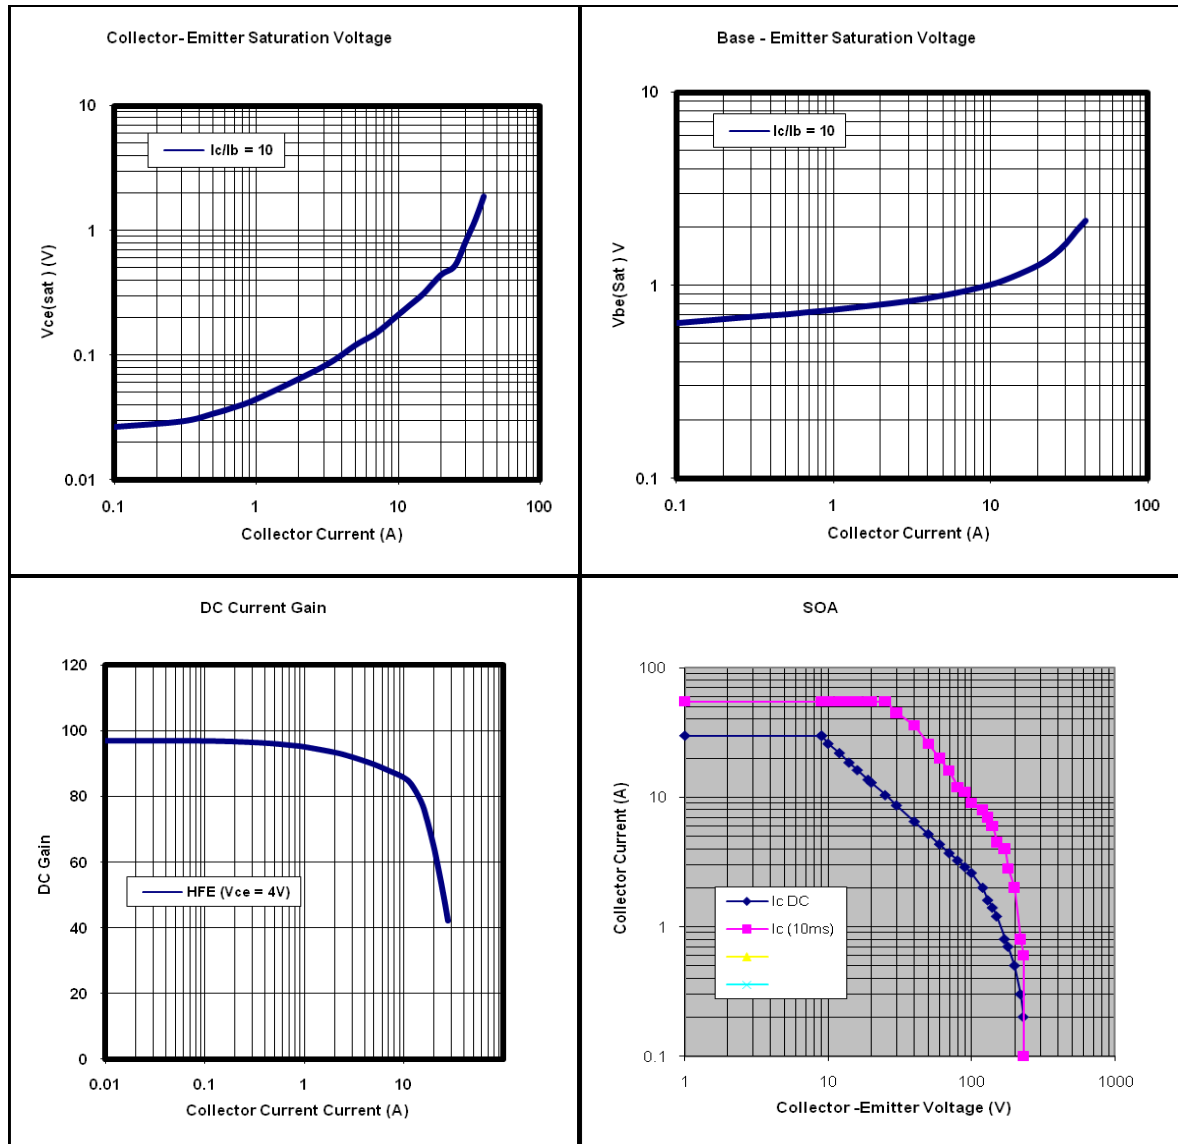 Collector- Emitter Saturation Voltage
10
1
0.1
0.01
Vce(sat ) (V)
Ic/Ib = 10
0.1 1 10 100
Collector Current (A)
Base - Emitter Saturation Voltage
10
1
0.1
Vbe(Sat ) V
Ic/Ib = 10
0.1 1 10 100
Collector Current (A)
DC Current Gain
120
100
80
60
40
20
0
DC Gain
HFE (Vce = 4V)
0.01 0.1 1 10
Collector Current Current (A)
SOA
100
10
1
0.1
Collector Current (A)
Ic DC
Ic (10ms)
1 10 100 1000
Collector -Emitter Voltage (V)